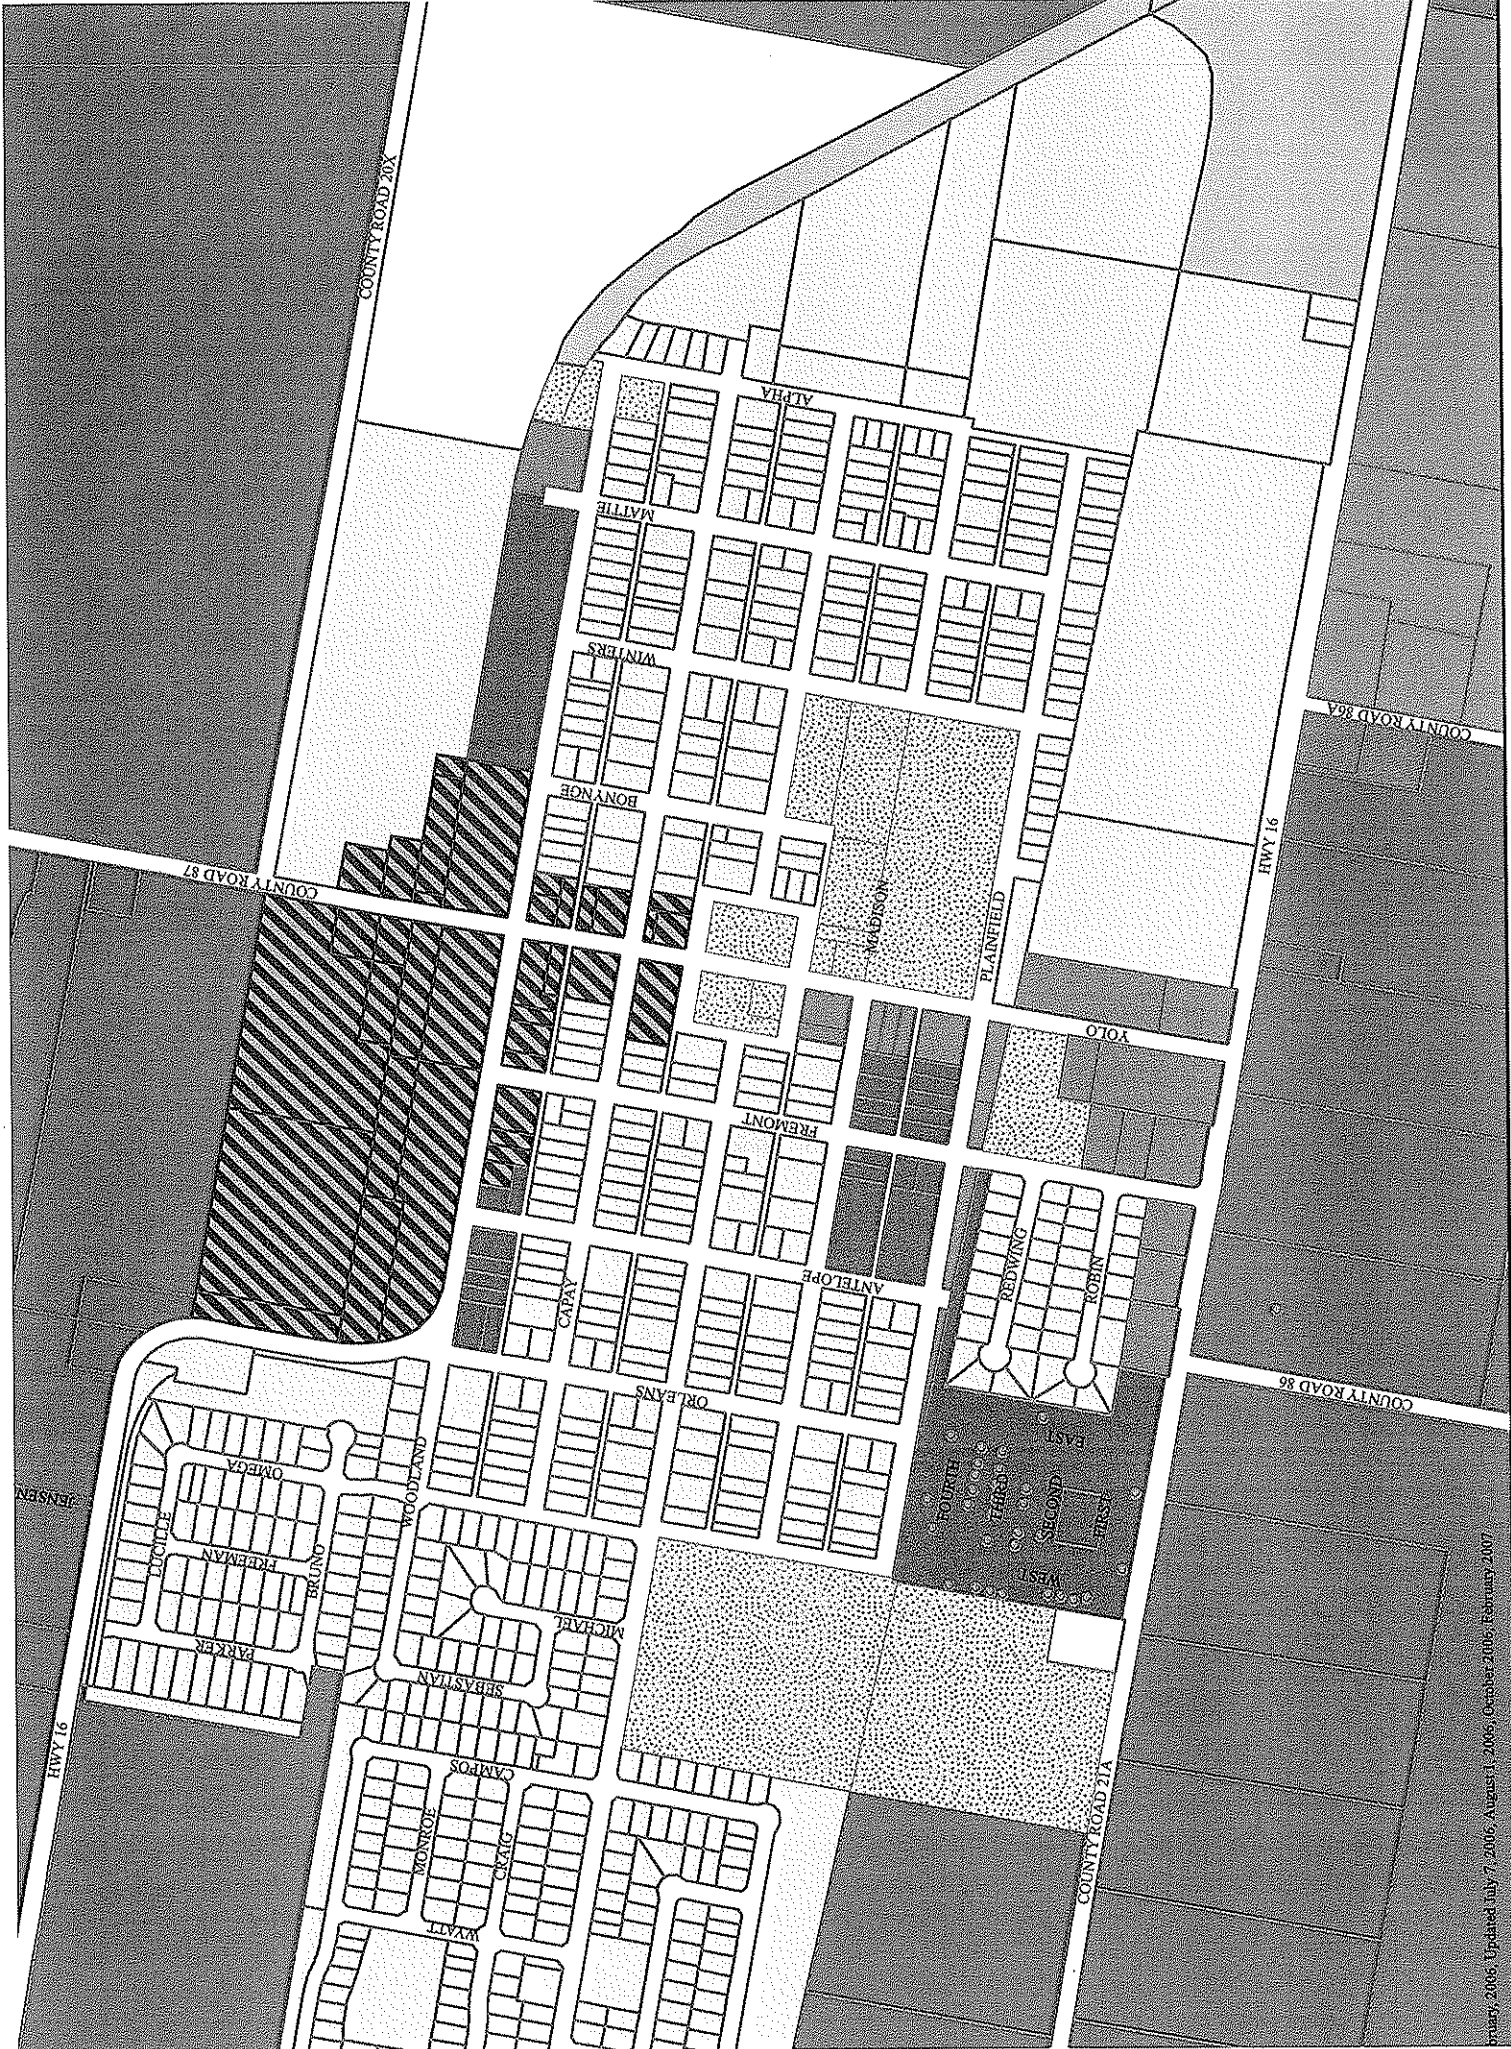 COUNTY ROAD 20X
ALPHA
MATTIE
WINTERS
COUNTY ROAD 86A
BONYNGE
HWY 16
COUNTY ROAD 87
MADISON
PLAINFIELD
YOLO
FREMONT
REDWING
ROBIN
ANTELOPE
CAPAY
ORLEANS
COUNTY ROAD 86
EAST
FOURTH
THIRD
SECOND
FIRST
WEST
WOODLAND
OMEGA
JENSEN
LUCILLE
FREEMAN
BRUNO
PARKER
MICHAEL
SEBASTIAN
HWY 16
CAMPOS
MONROE
CRAIG
WYATT
COUNTY ROAD 21A
bruary, 2006. Updated July 7, 2006, August 1, 2006, October 2006, February 2007